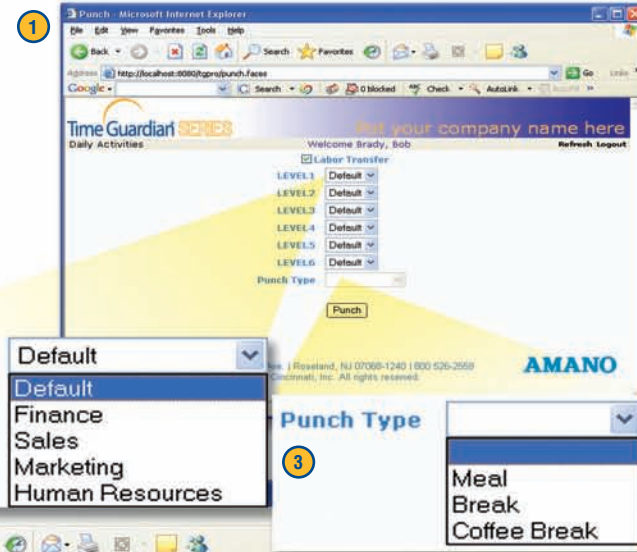 1
Punch - Microsoft Internet Explorer
File Edit View Favorites Tools Help
Back Search Favorites
Address http://localhost:8080/tgpro/punch.faces Go Links
Google Search 0 blocked Check AutoLink
Time Guardian SERIES
Put your company name here
Daily Activities Welcome Brady, Bob Refresh Logout
Labor Transfer
LEVEL1 Default
LEVEL2 Default
LEVEL3 Default
LEVEL4 Default
LEVEL5 Default
LEVEL6 Default
Punch Type
Punch
| Roseland, NJ 07068-1240 | 800 526-2559
Cincinnati, Inc. All rights reserved.
AMANO
Default
Default
Finance
Sales
Marketing
Human Resources
Punch Type
3
Meal
Break
Coffee Break